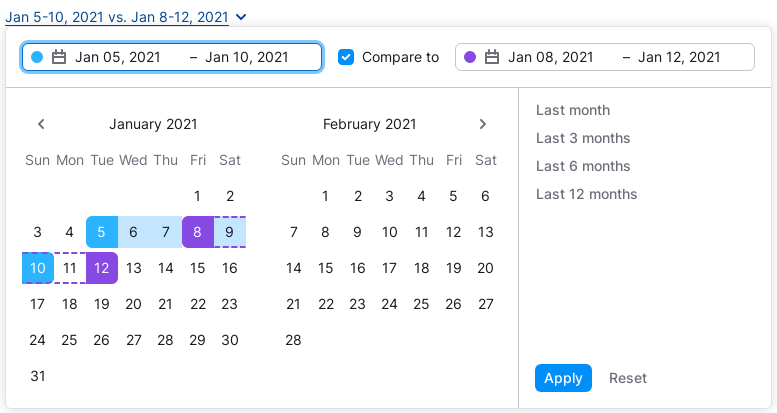 Jan 5-10, 2021 vs. Jan 8-12, 2021
Jan 05, 2021 – Jan 10, 2021 Compare to Jan 08, 2021 – Jan 12, 2021
January 2021
Sun Mon Tue Wed Thu Fri Sat
1 2
3 4 5 6 7 8 9
10 11 12 13 14 15 16
17 18 19 20 21 22 23
24 25 26 27 28 29 30
31
February 2021
Sun Mon Tue Wed Thu Fri Sat
1 2 3 4 5 6
7 8 9 10 11 12 13
14 15 16 17 18 19 20
21 22 23 24 25 26 27
28
Last month
Last 3 months
Last 6 months
Last 12 months
Apply Reset